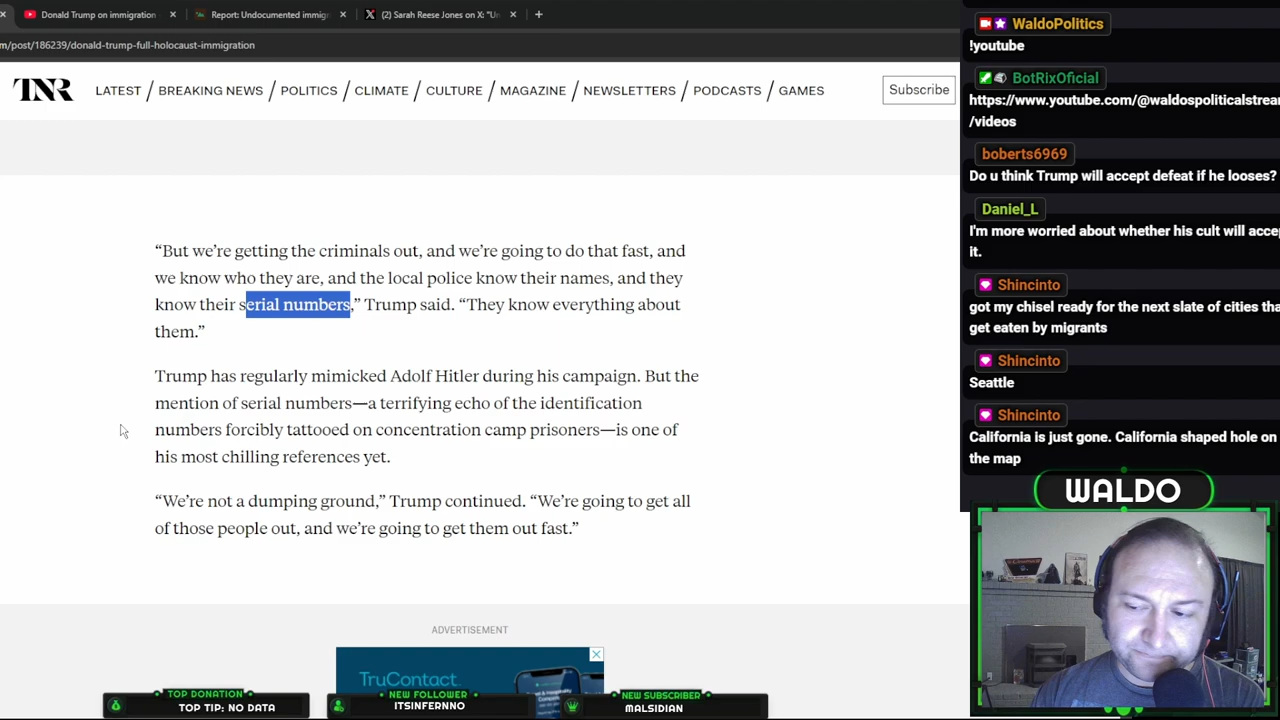 Donald Trump on immigration
Report: Undocumented immig
(2) Sarah Reese Jones on X: "Un
m/post/186239/donald-trump-full-holocaust-immigration
TNR
LATEST / BREAKING NEWS / POLITICS / CLIMATE / CULTURE / MAGAZINE / NEWSLETTERS / PODCASTS / GAMES
Subscribe
“But we’re getting the criminals out, and we’re going to do that fast, and
we know who they are, and the local police know their names, and they
know their serial numbers,” Trump said. “They know everything about
them.”
Trump has regularly mimicked Adolf Hitler during his campaign. But the
mention of serial numbers—a terrifying echo of the identification
numbers forcibly tattooed on concentration camp prisoners—is one of
his most chilling references yet.
“We’re not a dumping ground,” Trump continued. “We’re going to get all
of those people out, and we’re going to get them out fast.”
ADVERTISEMENT
TruContact
TOP DONATION
TOP TIP: NO DATA
NEW FOLLOWER
ITSINFERNNO
NEW SUBSCRIBER
MALSIDIAN
WaldoPolitics
!youtube
BotRixOficial
https://www.youtube.com/@waldospoliticalstrea
/videos
boberts6969
Do u think Trump will accept defeat if he looses?
Daniel_L
I'm more worried about whether his cult will accep
it.
Shincinto
got my chisel ready for the next slate of cities tha
get eaten by migrants
Shincinto
Seattle
Shincinto
California is just gone. California shaped hole on
the map
WALDO